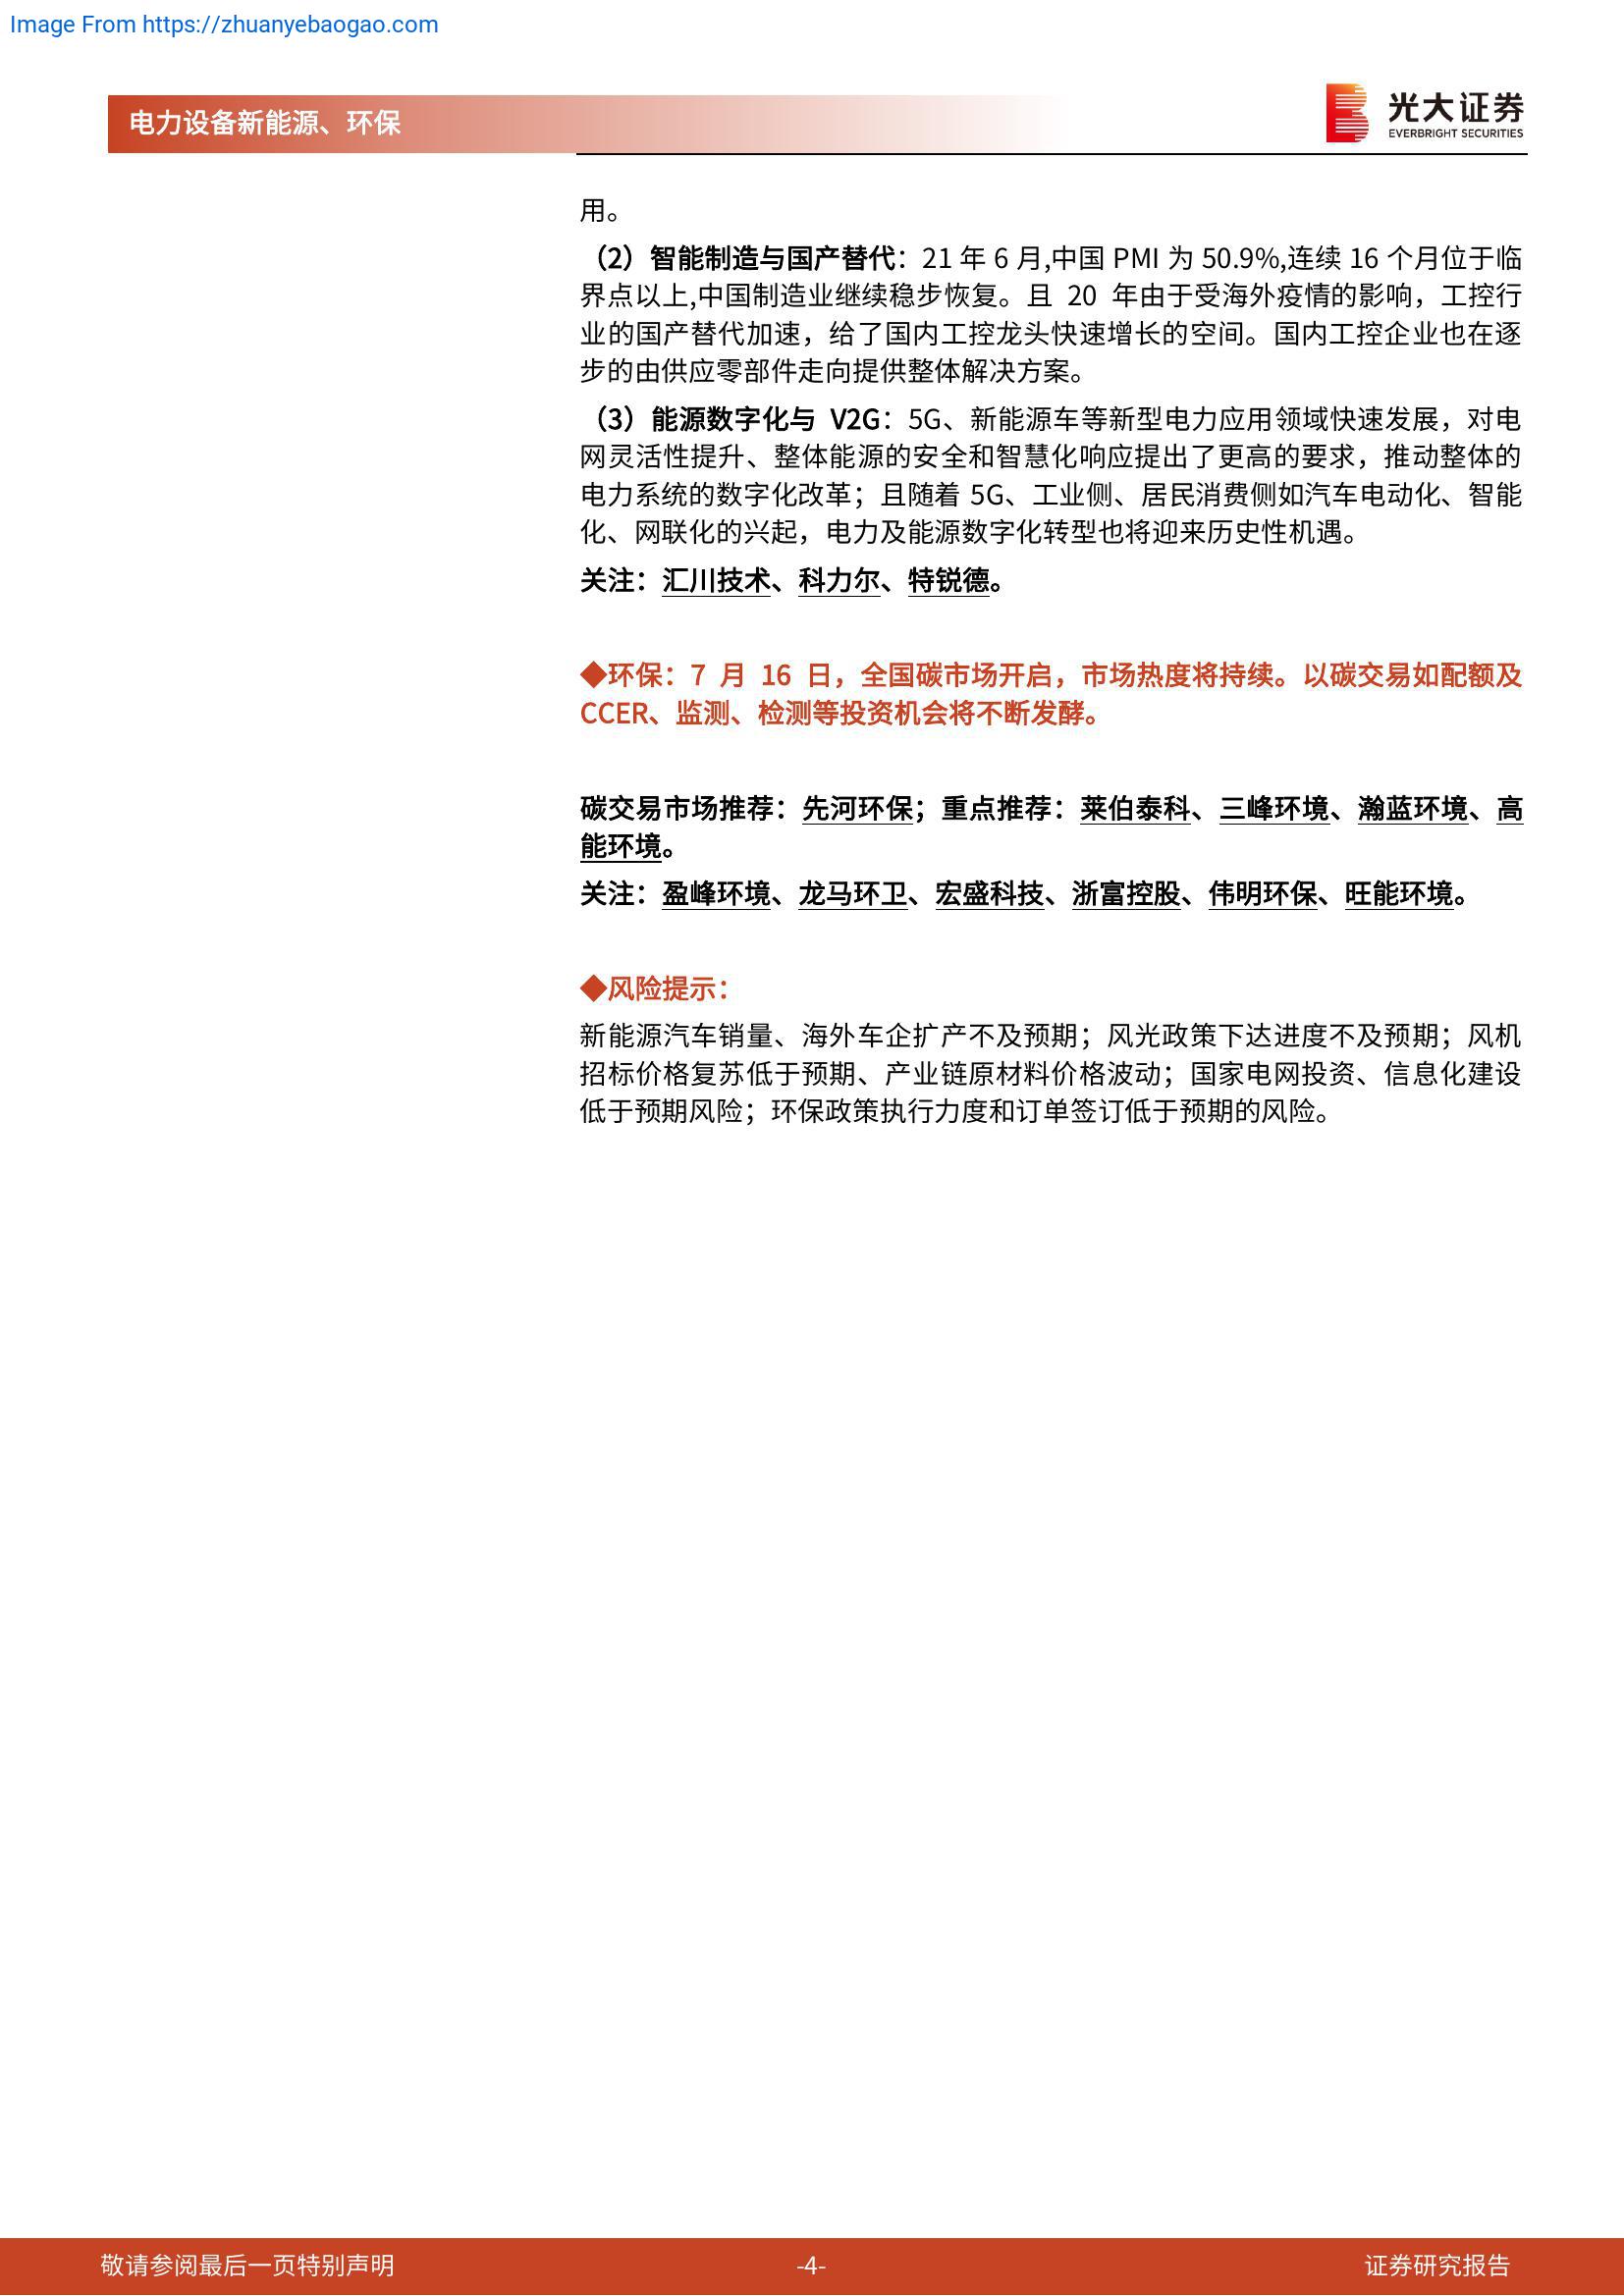 Image From https://zhuanyebaogao.com
电力设备新能源、环保
光大证券
EVERBRIGHT SECURITIES
用。
（2）智能制造与国产替代：21 年 6 月,中国 PMI 为 50.9%,连续 16 个月位于临
界点以上,中国制造业继续稳步恢复。且 20 年由于受海外疫情的影响，工控行
业的国产替代加速，给了国内工控龙头快速增长的空间。国内工控企业也在逐
步的由供应零部件走向提供整体解决方案。
（3）能源数字化与 V2G：5G、新能源车等新型电力应用领域快速发展，对电
网灵活性提升、整体能源的安全和智慧化响应提出了更高的要求，推动整体的
电力系统的数字化改革；且随着 5G、工业侧、居民消费侧如汽车电动化、智能
化、网联化的兴起，电力及能源数字化转型也将迎来历史性机遇。
关注：汇川技术、科力尔、特锐德。
◆环保：7 月 16 日，全国碳市场开启，市场热度将持续。以碳交易如配额及
CCER、监测、检测等投资机会将不断发酵。
碳交易市场推荐：先河环保；重点推荐：莱伯泰科、三峰环境、瀚蓝环境、高
能环境。
关注：盈峰环境、龙马环卫、宏盛科技、浙富控股、伟明环保、旺能环境。
◆风险提示：
新能源汽车销量、海外车企扩产不及预期；风光政策下达进度不及预期；风机
招标价格复苏低于预期、产业链原材料价格波动；国家电网投资、信息化建设
低于预期风险；环保政策执行力度和订单签订低于预期的风险。
敬请参阅最后一页特别声明
-4-
证券研究报告